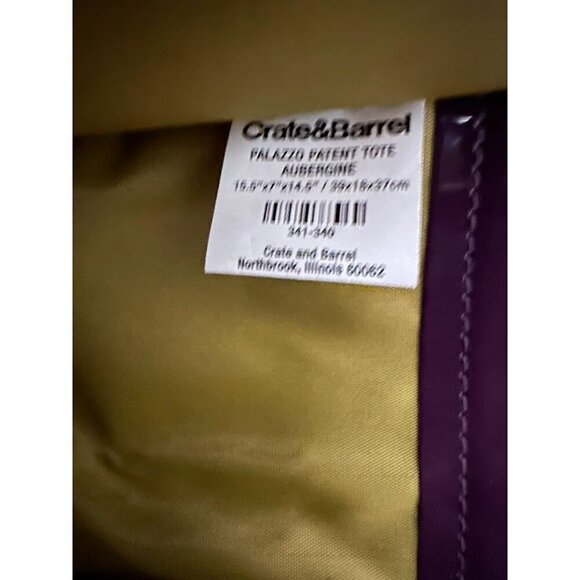 Crate&Barrel
PALAZZO PATENT TOTE
AUBERGINE
15.5"x7"x14.5" / 39x18x37cm
341-340
Crate and Barrel
Northbrook, Illinois 60062